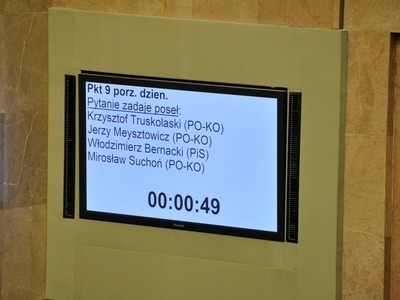 Pkt 9 porz. dzien.
Pytanie zadaje poseł:
Krzysztof Truskolaski (PO-KO)
Jerzy Meysztowicz (PO-KO)
Włodzimierz Bernacki (PiS)
Mirosław Suchoń (PO-KO)
00:00:49